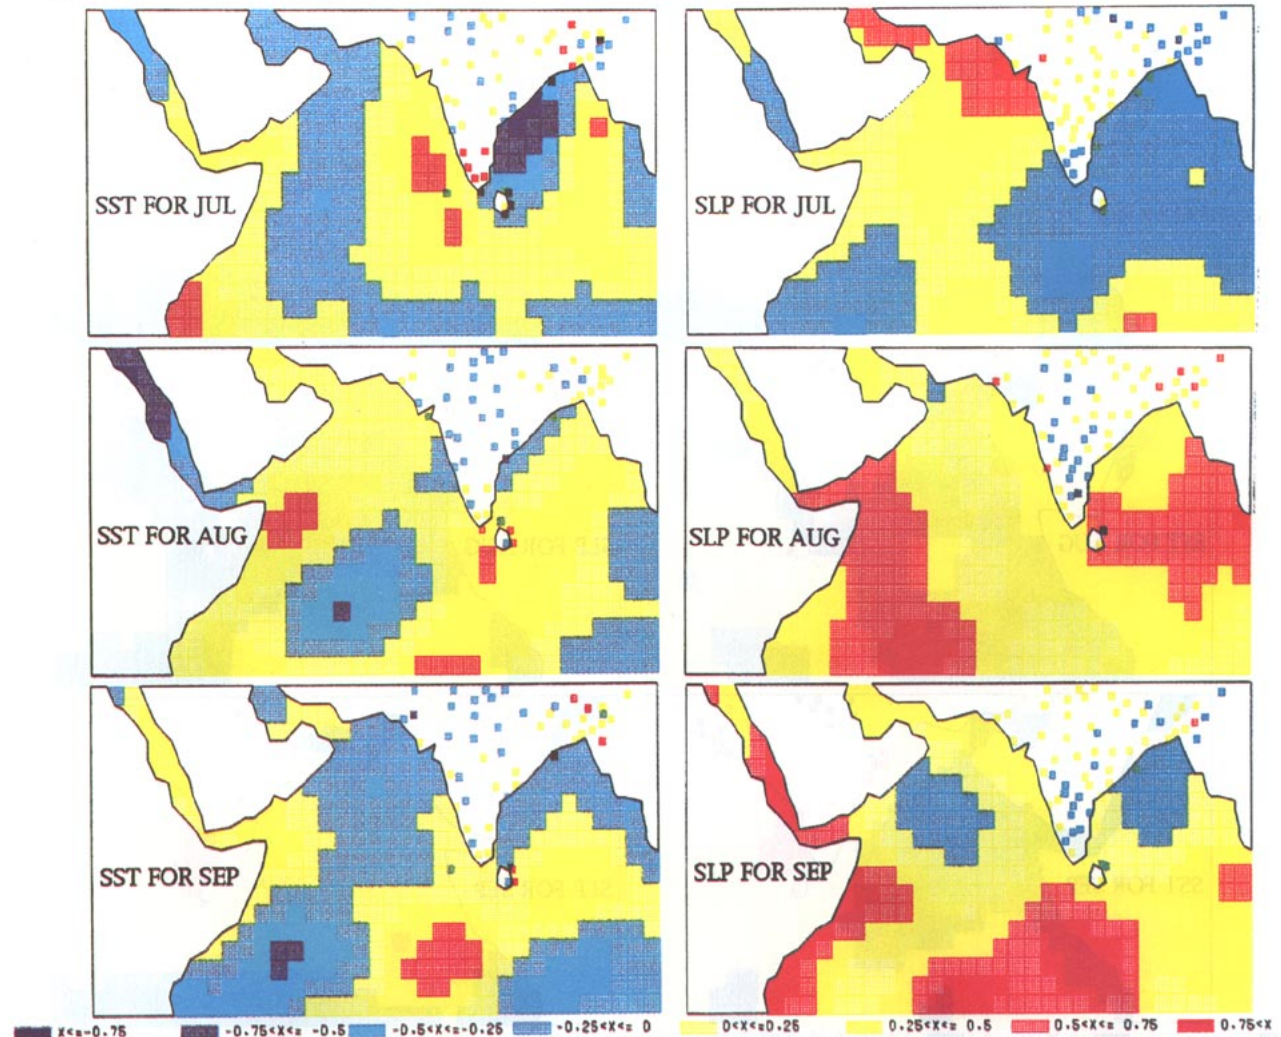 SST FOR JUL
SLP FOR JUL
SST FOR AUG
SLP FOR AUG
SST FOR SEP
SLP FOR SEP
X<=-0.75 -0.75<X<= -0.5 -0.5<X<=-0.25 -0.25<X<= 0 0<X<=0.25 0.25<X<= 0.5 0.5<X<= 0.75 0.75<X